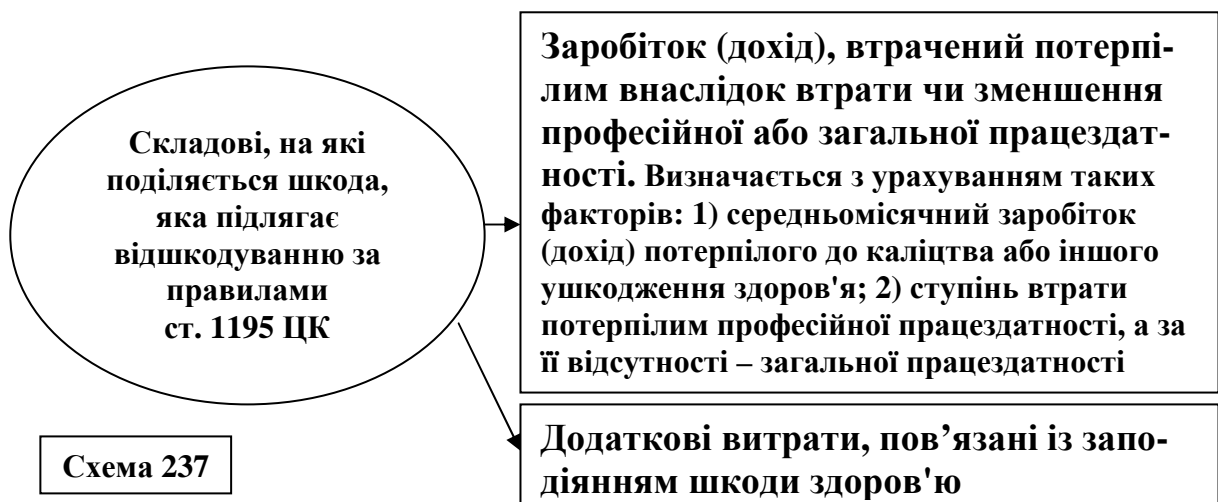 Складові, на які
поділяється шкода,
яка підлягає
відшкодуванню за
правилами
ст. 1195 ЦК
Заробіток (дохід), втрачений потерпі-
лим внаслідок втрати чи зменшення
професійної або загальної працездат-
ності. Визначається з урахуванням таких
факторів: 1) середньомісячний заробіток
(дохід) потерпілого до каліцтва або іншого
ушкодження здоров'я; 2) ступінь втрати
потерпілим професійної працездатності, а за
її відсутності – загальної працездатності
Додаткові витрати, пов’язані із запо-
діянням шкоди здоров'ю
Схема 237